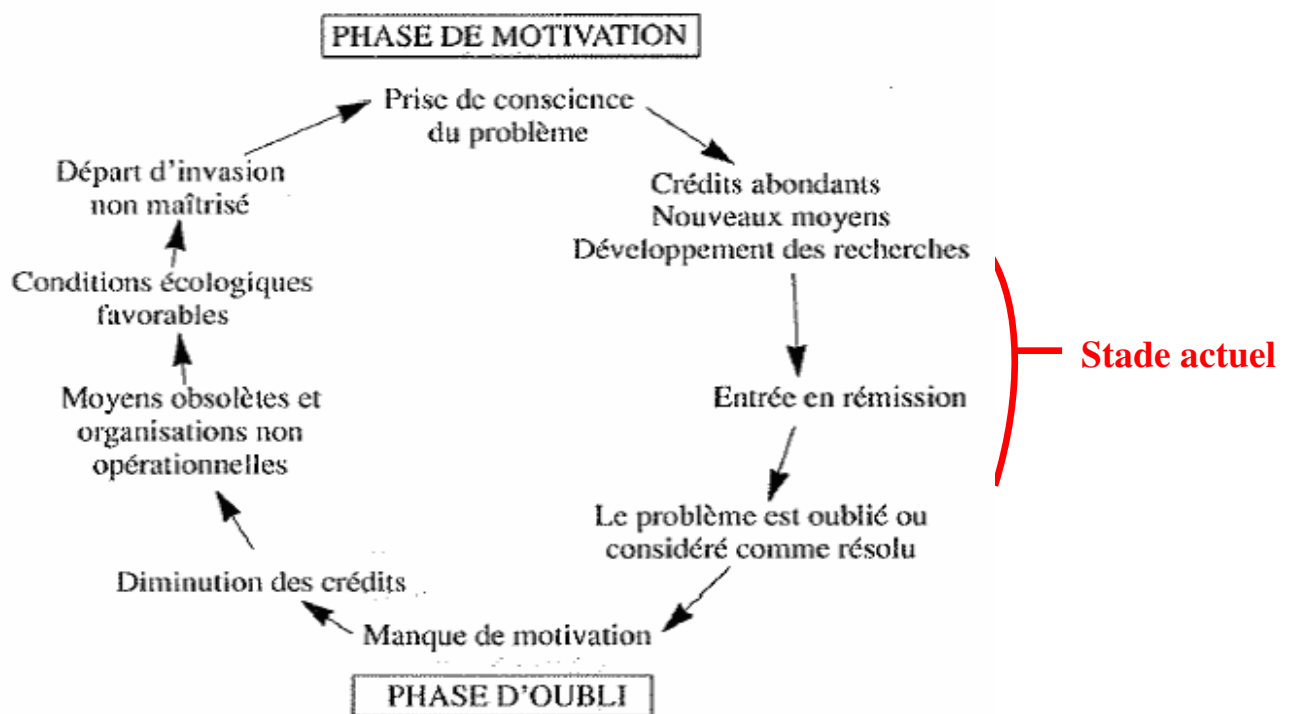 PHASE DE MOTIVATION
Prise de conscience
du problème
Crédits abondants
Nouveaux moyens
Développement des recherches
Stade actuel
Entrée en rémission
Le problème est oublié ou
considéré comme résolu
Manque de motivation
PHASE D'OUBLI
Diminution des crédits
Moyens obsolètes et
organisations non
opérationnelles
Conditions écologiques
favorables
Départ d'invasion
non maîtrisé